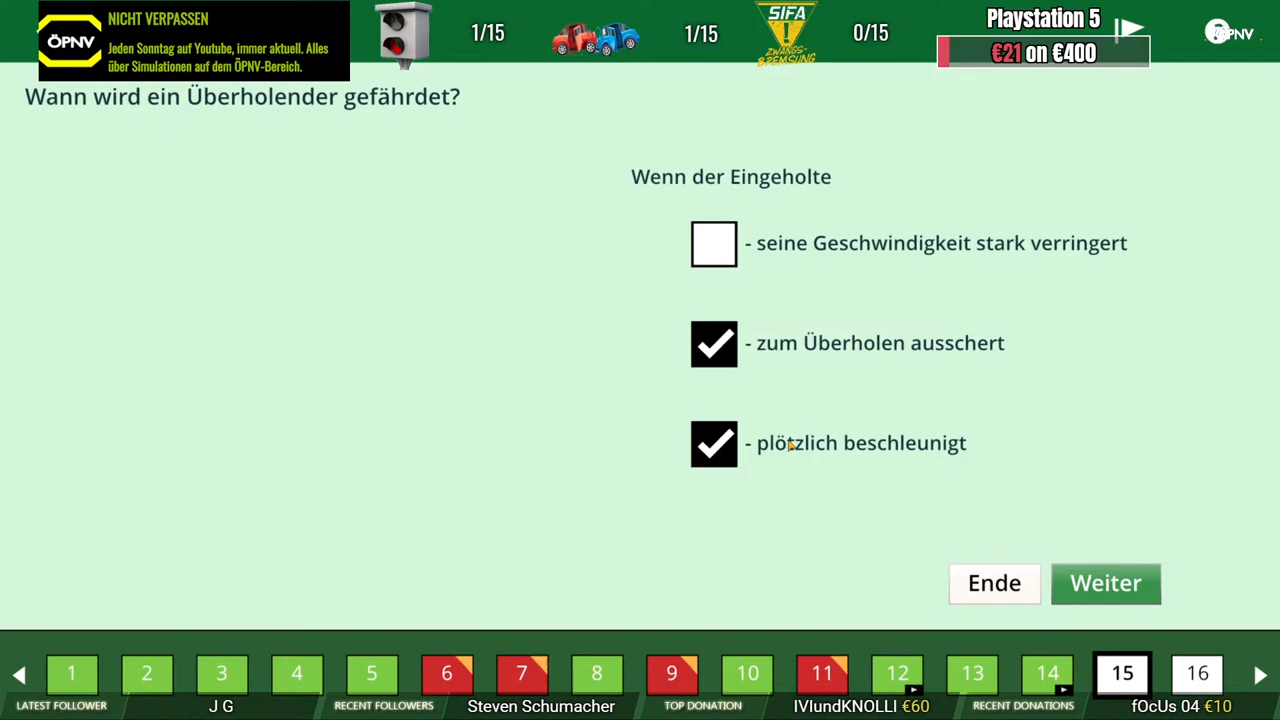 NICHT VERPASSEN
ÖPNV
Jeden Sonntag auf Youtube, immer aktuell. Alles
über Simulationen auf dem ÖPNV-Bereich.
1/15
1/15
SIFA
ZWANGS-
BREMSUNG
0/15
Playstation 5
€21 on €400
ÖPNV
Wann wird ein Überholender gefährdet?
Wenn der Eingeholte
- seine Geschwindigkeit stark verringert
- zum Überholen ausschert
- plötzlich beschleunigt
Ende
Weiter
1 2 3 4 5 6 7 8 9 10 11 12 13 14 15 16
LATEST FOLLOWER J G RECENT FOLLOWERS Steven Schumacher TOP DONATION IVIundKNOLLI €60 RECENT DONATIONS fOcUs 04 €10